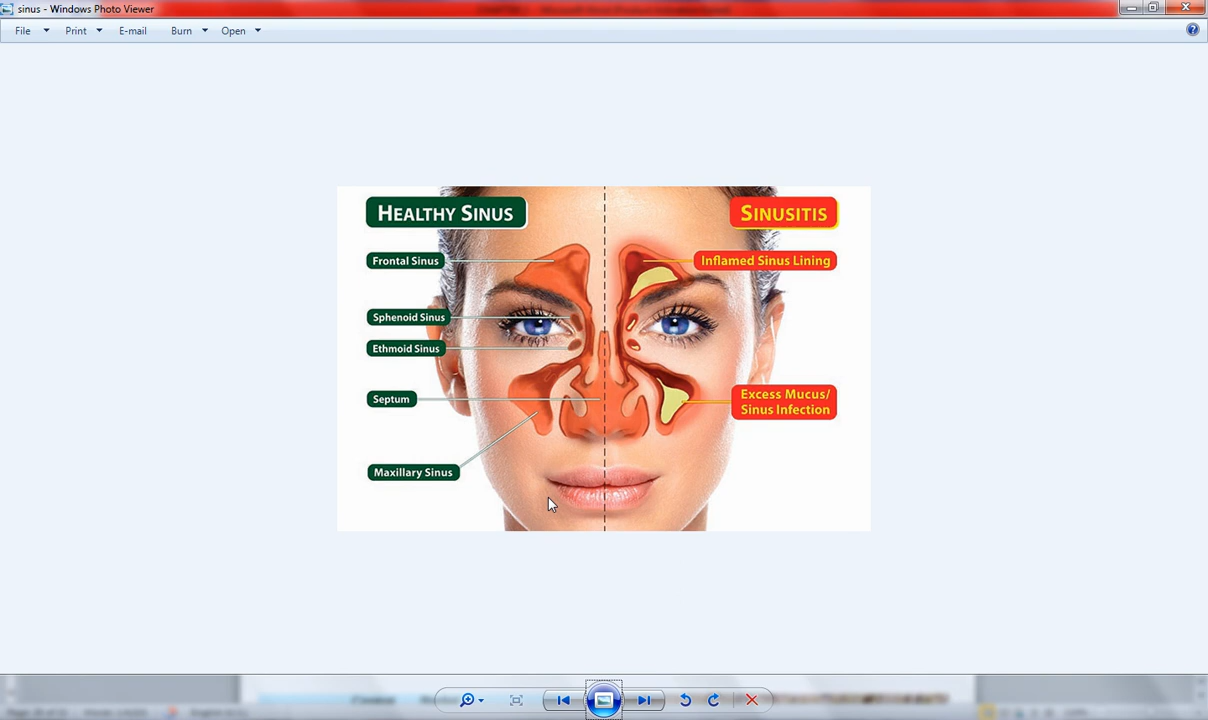 sinus - Windows Photo Viewer
File Print E-mail Burn Open
HEALTHY SINUS
SINUSITIS
Frontal Sinus
Inflamed Sinus Lining
Sphenoid Sinus
Ethmoid Sinus
Septum
Excess Mucus/
Sinus Infection
Maxillary Sinus